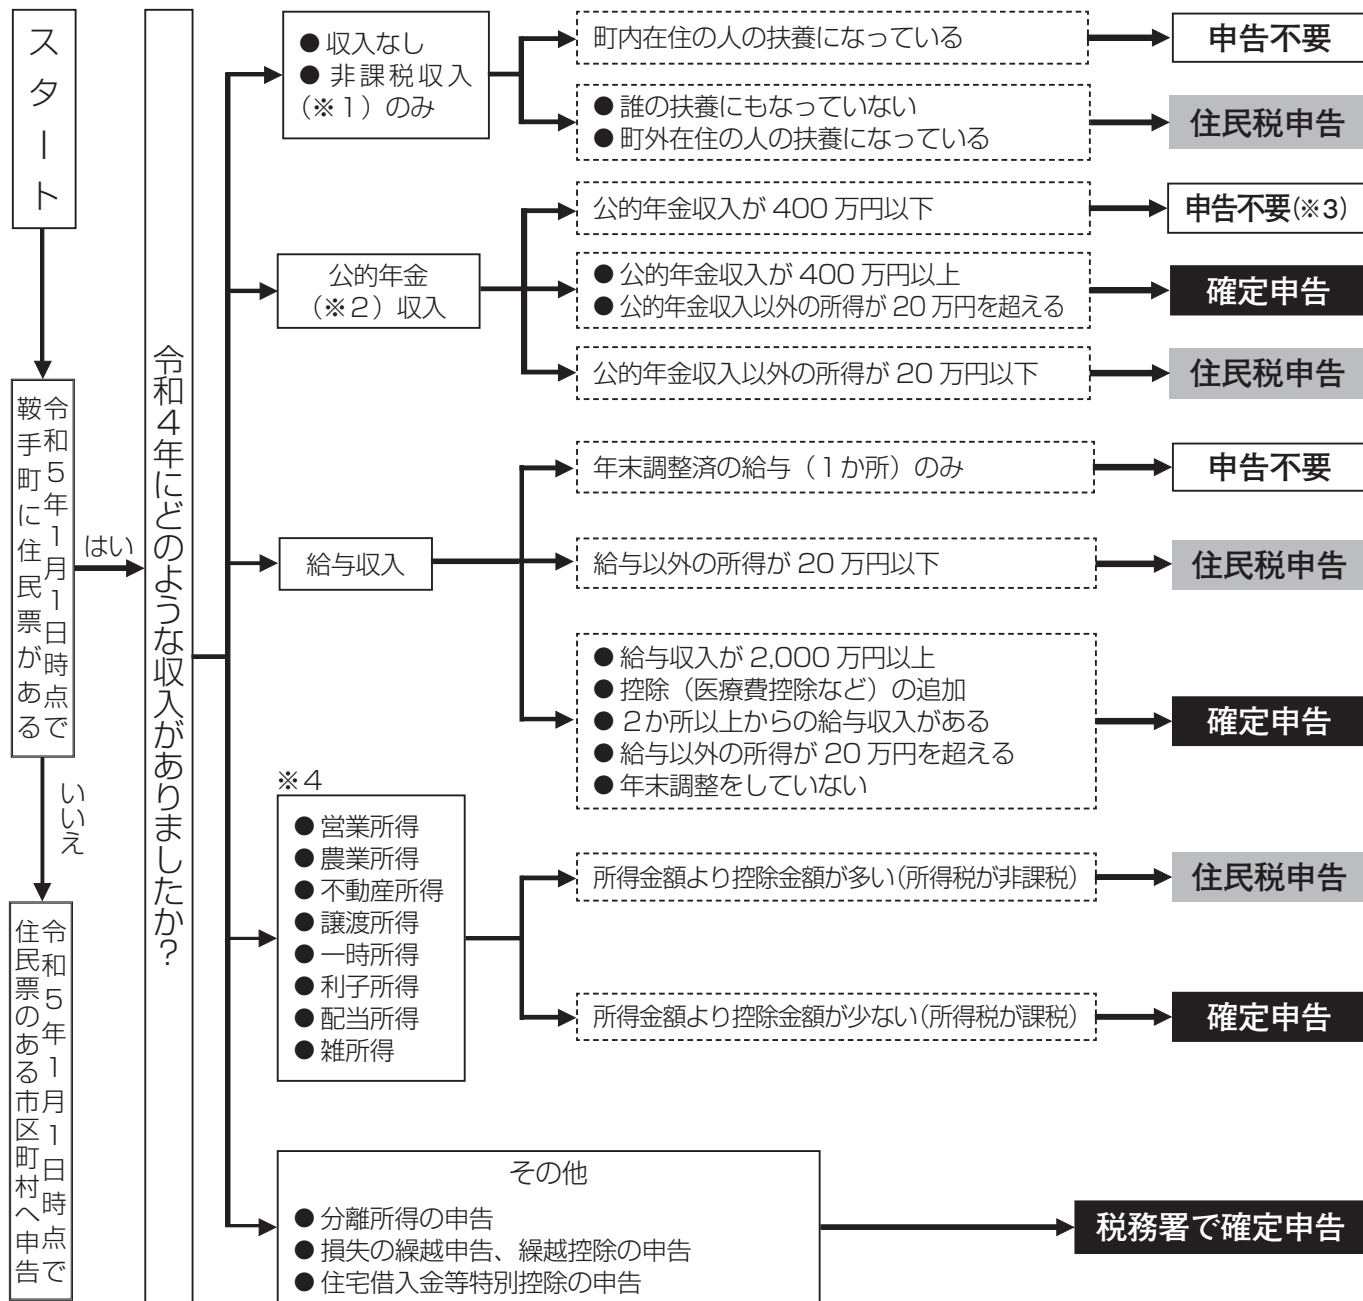 スタート
令和5年1月1日時点で
鞍手町に住民票がある
はい
いいえ
令和5年1月1日時点で
住民票のある市区町村へ申告
令和4年にどのような収入がありましたか？
● 収入なし
● 非課税収入
（※1）のみ
町内在住の人の扶養になっている
申告不要
● 誰の扶養にもなっていない
● 町外在住の人の扶養になっている
住民税申告
公的年金
（※2）収入
公的年金収入が 400 万円以下
申告不要(※3)
● 公的年金収入が 400 万円以上
● 公的年金収入以外の所得が 20 万円を超える
確定申告
公的年金収入以外の所得が 20 万円以下
住民税申告
給与収入
年末調整済の給与（1か所）のみ
申告不要
給与以外の所得が 20 万円以下
住民税申告
● 給与収入が 2,000 万円以上
● 控除（医療費控除など）の追加
● 2か所以上からの給与収入がある
● 給与以外の所得が 20 万円を超える
● 年末調整をしていない
確定申告
※4
● 営業所得
● 農業所得
● 不動産所得
● 譲渡所得
● 一時所得
● 利子所得
● 配当所得
● 雑所得
所得金額より控除金額が多い(所得税が非課税)
住民税申告
所得金額より控除金額が少ない(所得税が課税)
確定申告
その他
● 分離所得の申告
● 損失の繰越申告、繰越控除の申告
● 住宅借入金等特別控除の申告
税務署で確定申告